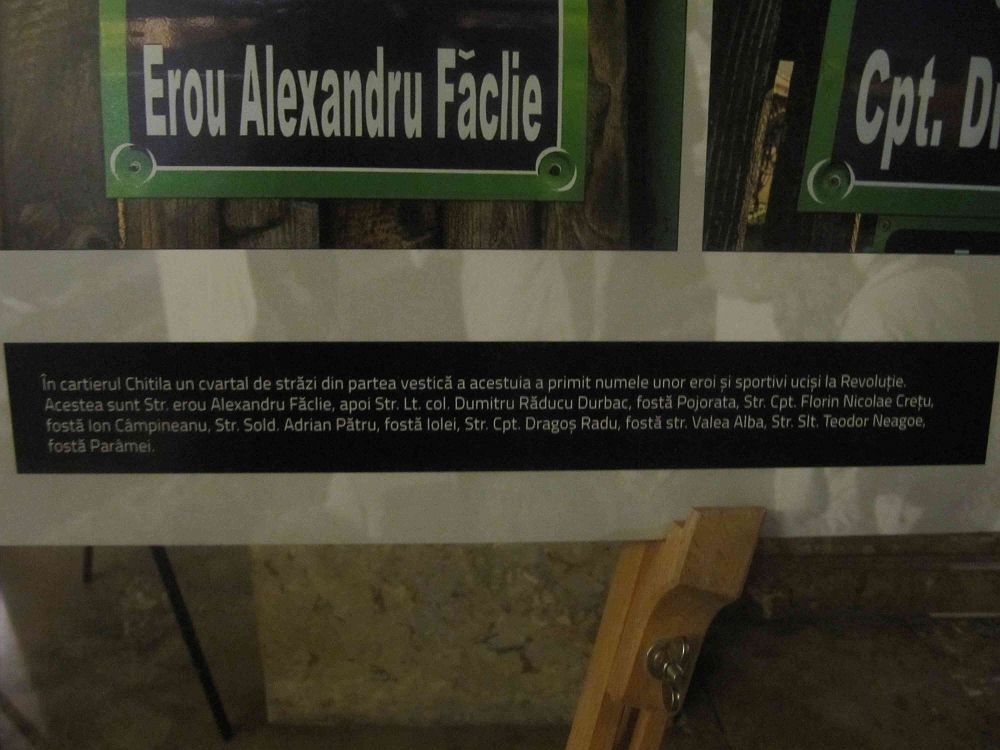 Erou Alexandru Făclie
Cpt. D
În cartierul Chitila un cvartal de străzi din partea vestică a acestuia a primit numele unor eroi și sportivi uciși la Revoluție.
Acestea sunt Str. erou Alexandru Făclie, apoi Str. Lt. col. Dumitru Răducu Durbac, fostă Pojorata, Str. Cpt. Florin Nicolae Crețu,
fostă Ion Câmpineanu, Str. Sold. Adrian Pătru, fostă Iolei, Str. Cpt. Dragoș Radu, fostă str. Valea Alba, Str. Slt. Teodor Neagoe,
fostă Parâmei.